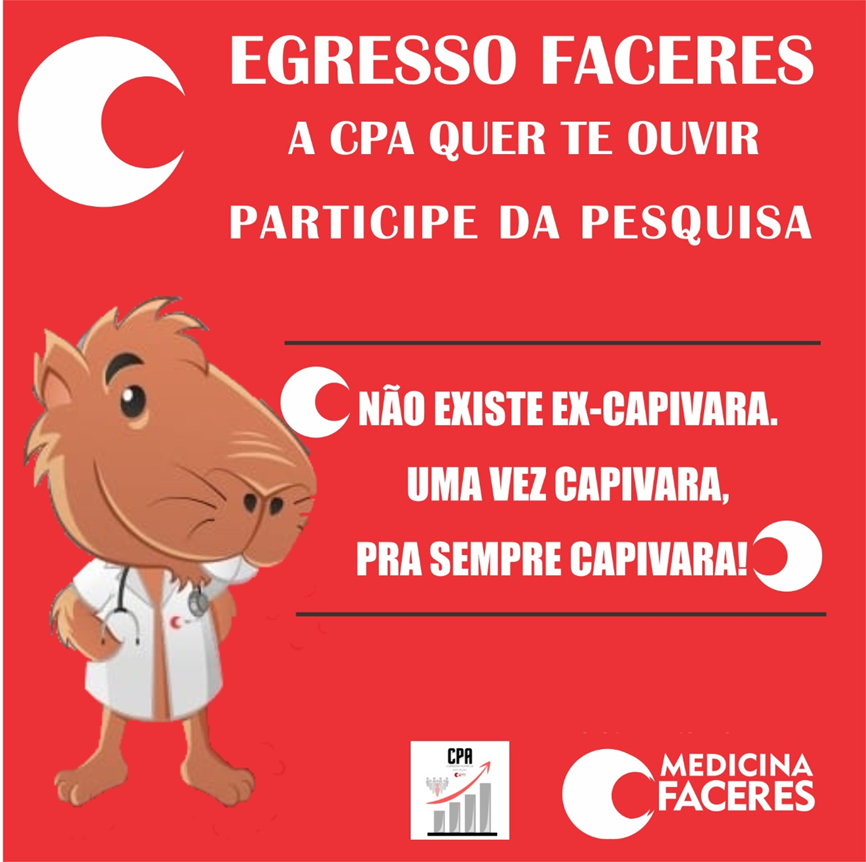 EGRESSO FACERES
A CPA QUER TE OUVIR
PARTICIPE DA PESQUISA
NÃO EXISTE EX-CAPIVARA.
UMA VEZ CAPIVARA,
PRA SEMPRE CAPIVARA!
CPA
MEDICINA
FACERES